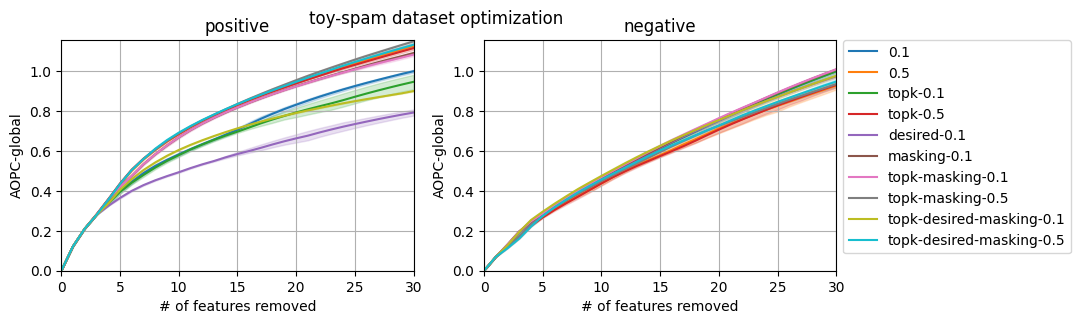 toy-spam dataset optimization
positive
1.0
0.8
0.6
0.4
0.2
0.0
AOPC-global
0 5 10 15 20 25 30
# of features removed
negative
1.0
0.8
0.6
0.4
0.2
0.0
AOPC-global
0 5 10 15 20 25 30
# of features removed
0.1
0.5
topk-0.1
topk-0.5
desired-0.1
masking-0.1
topk-masking-0.1
topk-masking-0.5
topk-desired-masking-0.1
topk-desired-masking-0.5